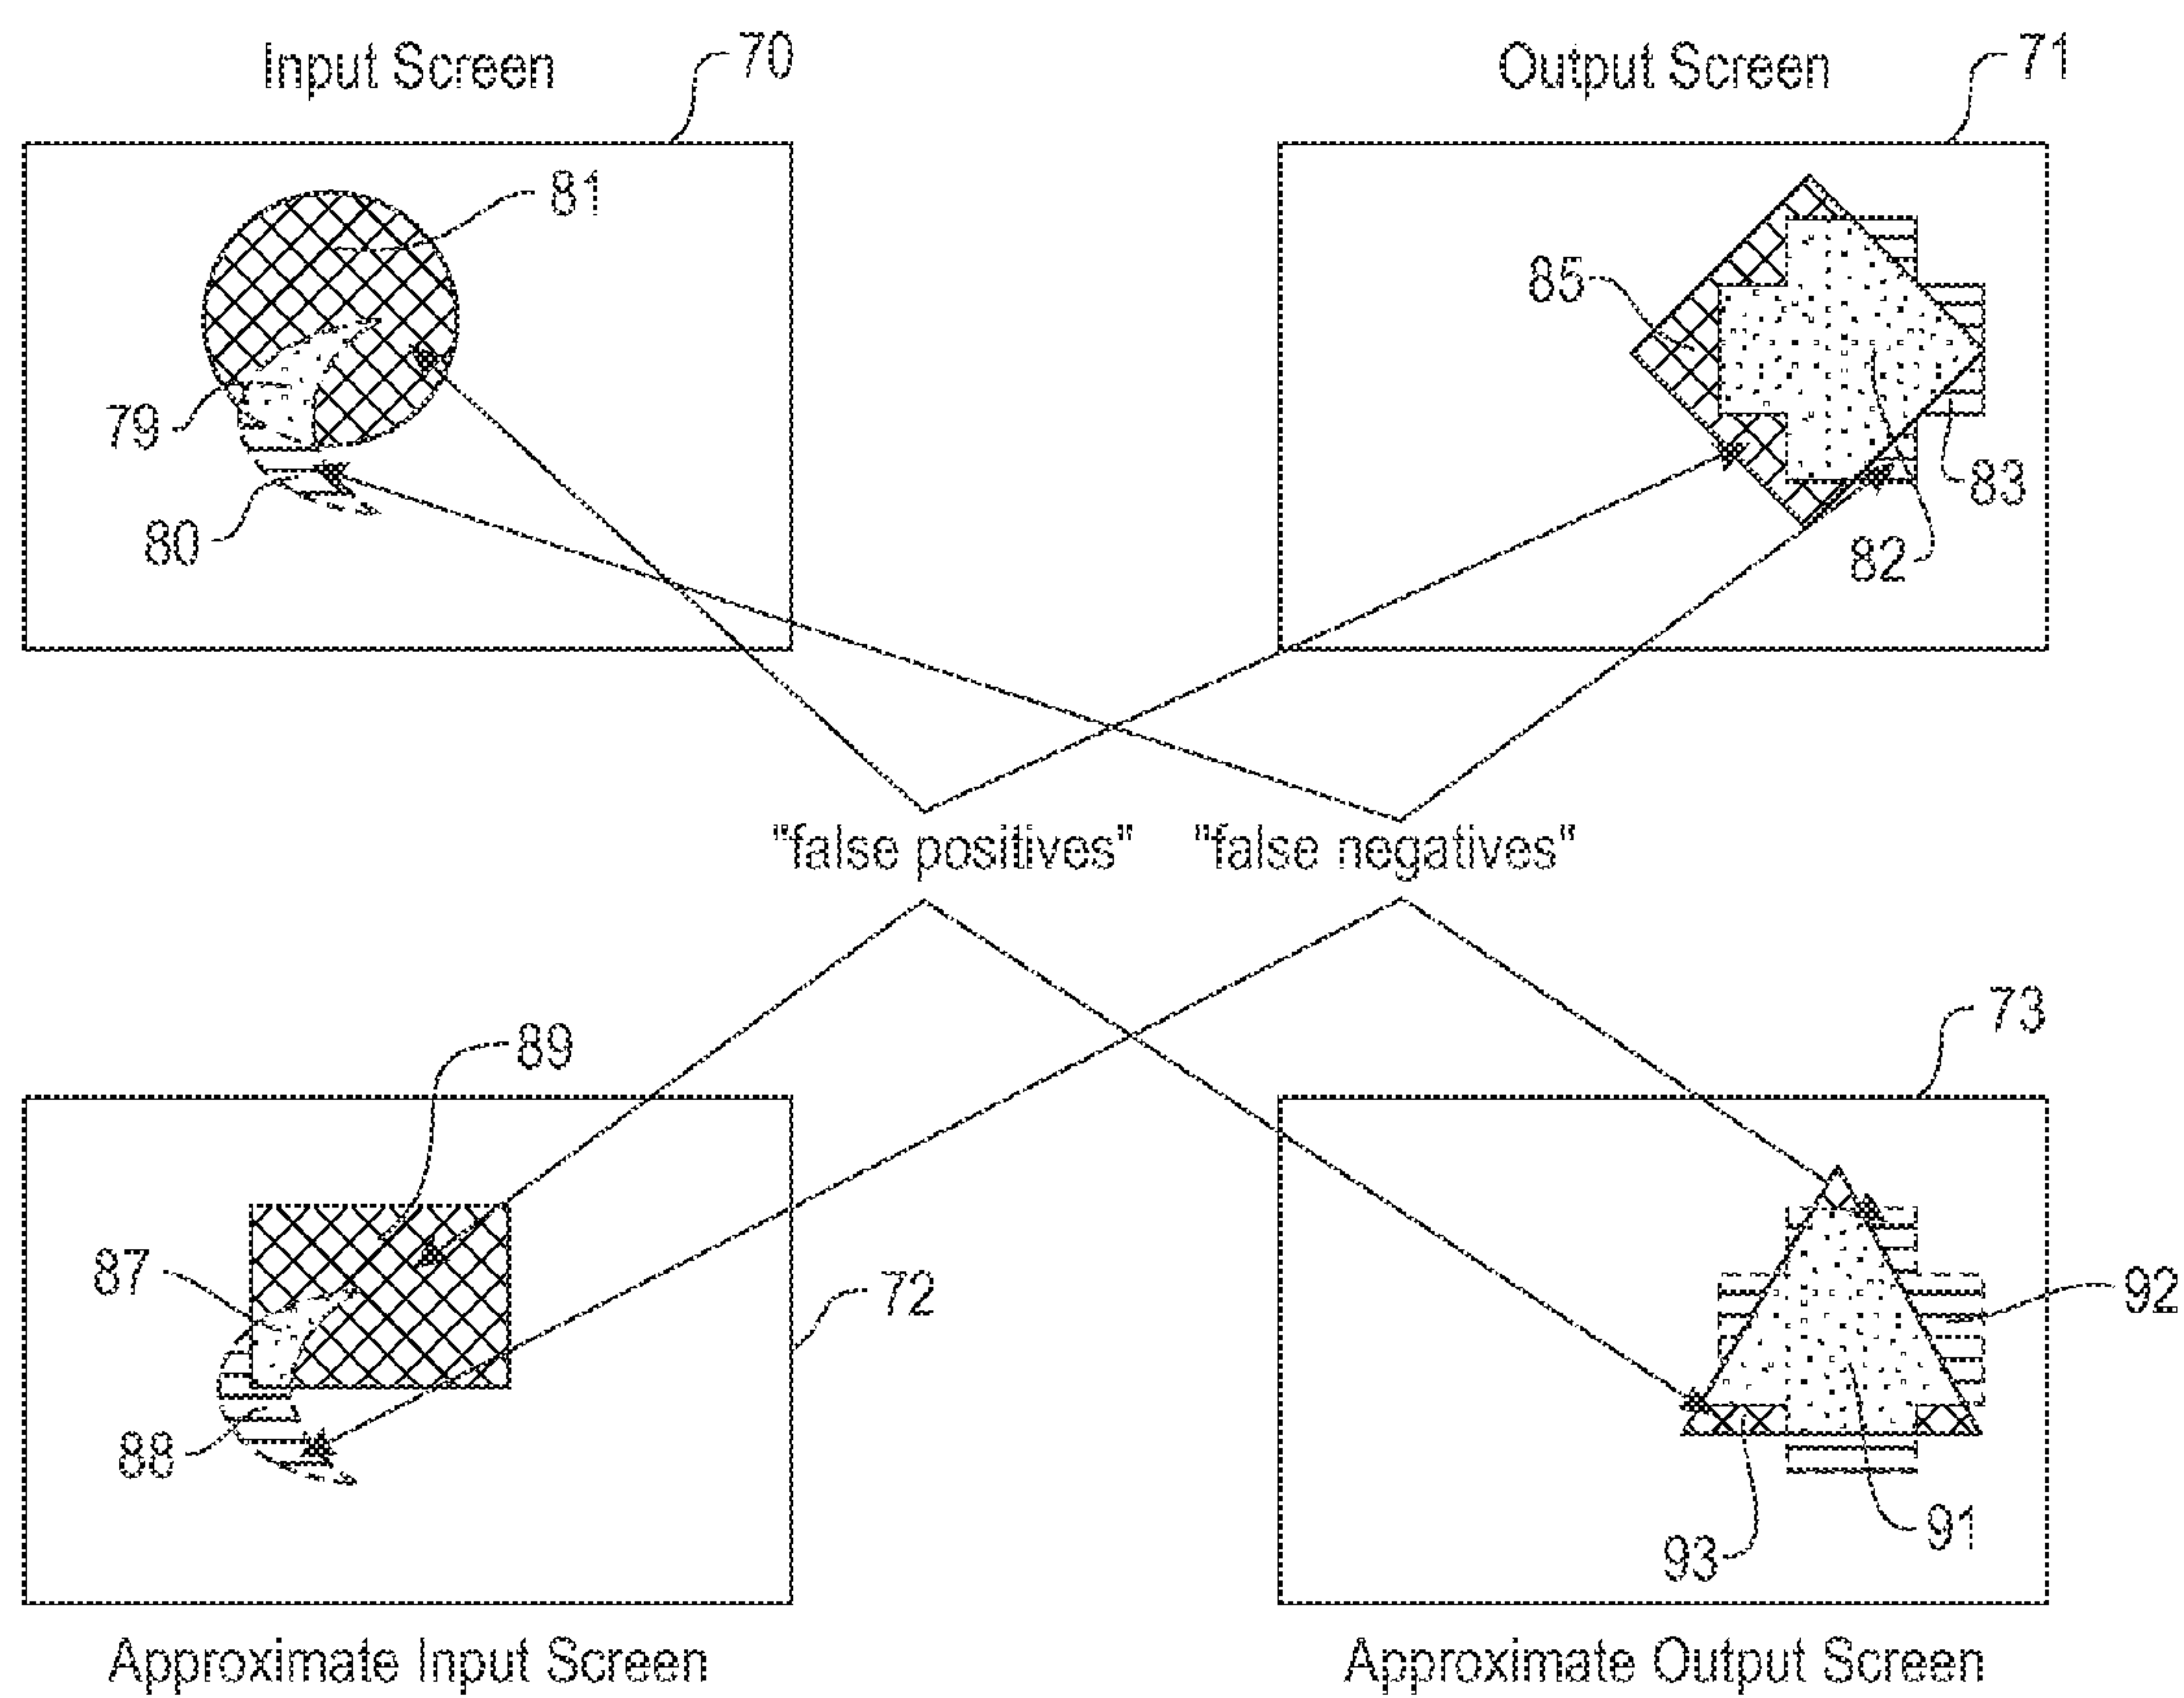 Input Screen
70
Output Screen
71
81
85
79
80
83
82
"false positives"
"false negatives"
73
89
87
72
92
88
91
93
Approximate Input Screen
Approximate Output Screen